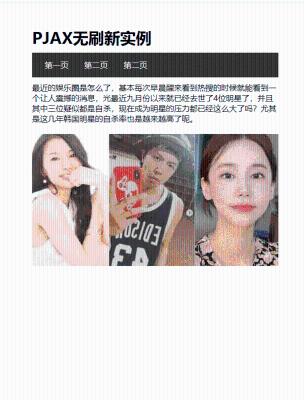 PJAX无刷新实例
第一页 第二页 第二页
最近的娱乐圈是怎么了，基本每次早晨醒来看到热搜的时候就能看到一
个让人震撼的消息，光最近九月份以来就已经去世了4位明星了，并且
其中三位疑似都是自杀，现在成为明星的压力都已经这么大了吗？尤其
是这几年韩国明星的自杀率也是越来越高了呢。
EDISON
43